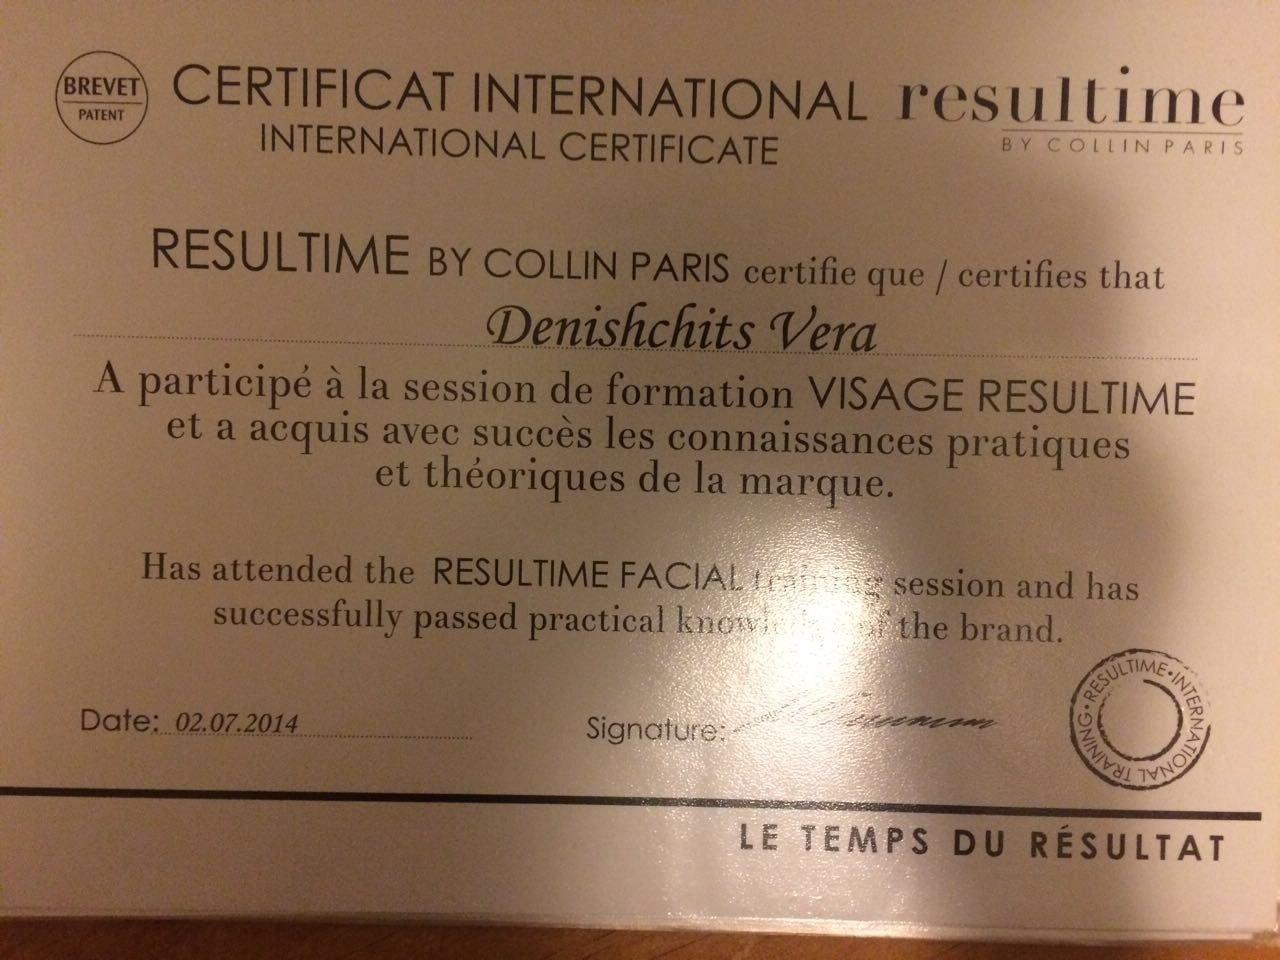 BREVET
PATENT
CERTIFICAT INTERNATIONAL
INTERNATIONAL CERTIFICATE
resultime
BY COLLIN PARIS
RESULTIME BY COLLIN PARIS certifie que / certifies that
Denishchits Vera
A participé à la session de formation VISAGE RESULTIME
et a acquis avec succès les connaissances pratiques
et théoriques de la marque.
Has attended the RESULTIME FACIAL training session and has
successfully passed practical knowledge of the brand.
Date: 02.07.2014
Signature:
RESULTIME • INTERNATIONAL TRAINING •
LE TEMPS DU RÉSULTAT